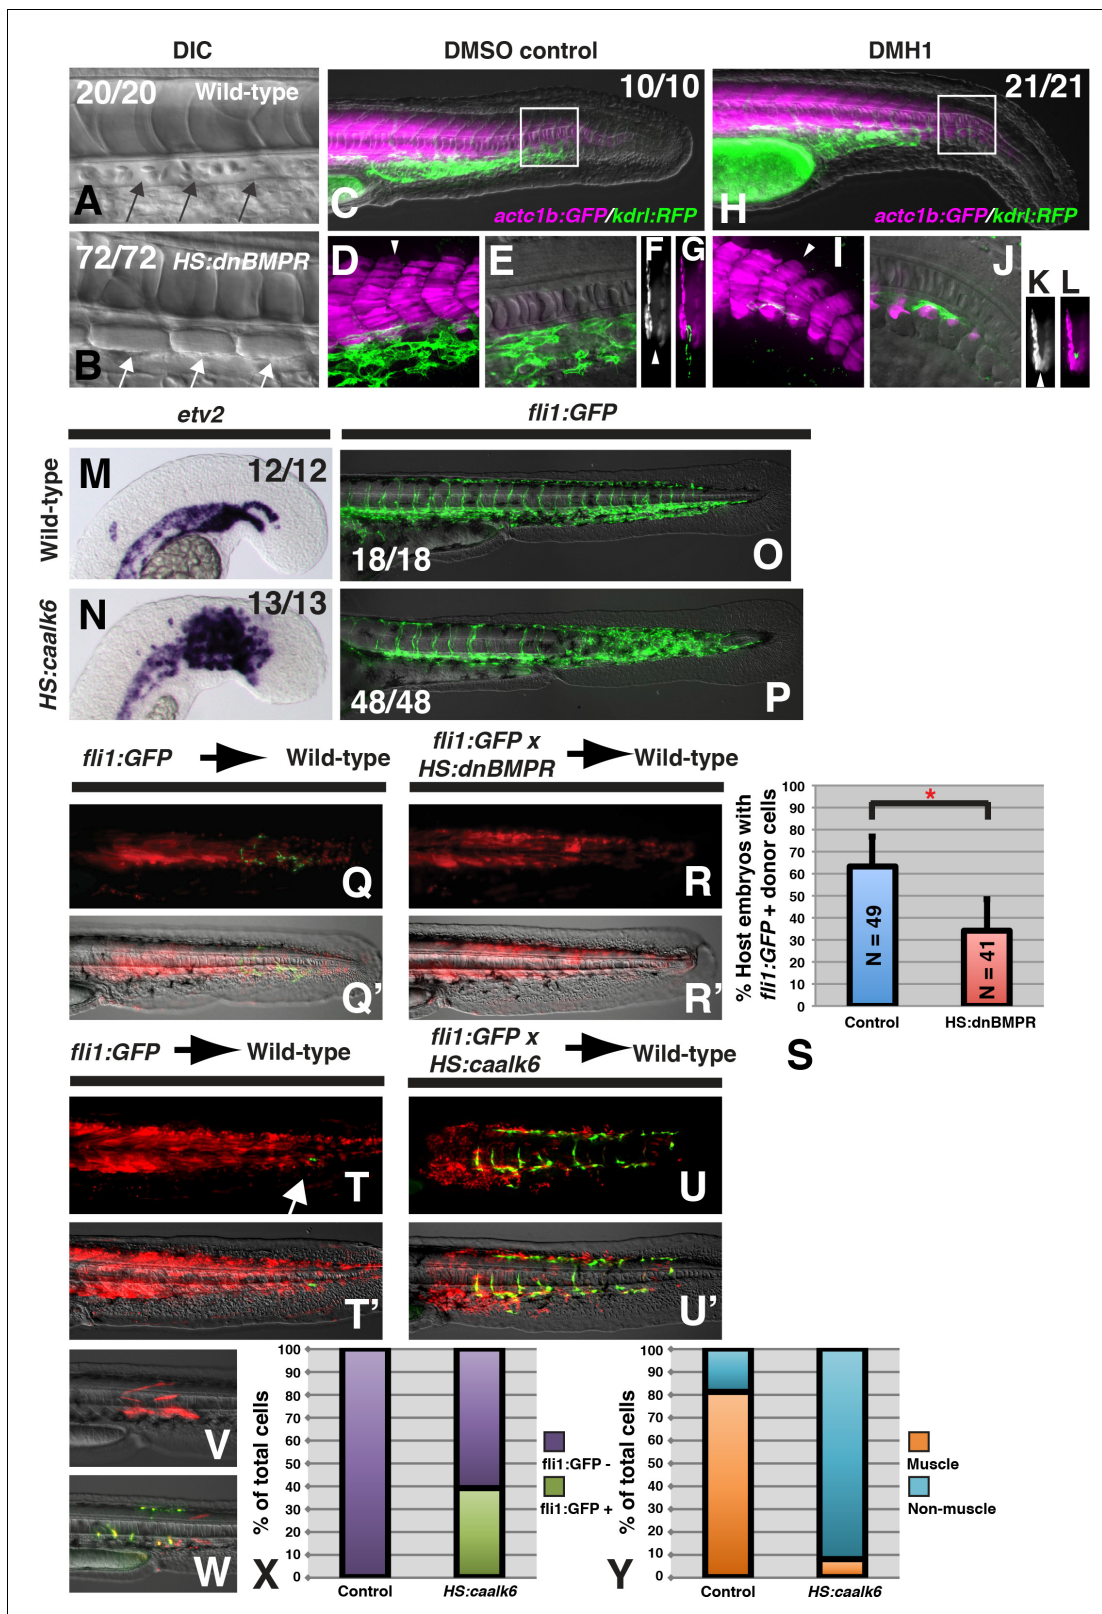 DIC
DMSO control
DMH1
20/20
Wild-type
A
10/10
C
actc1b:GFP/kdrl:RFP
21/21
H
actc1b:GFP/kdrl:RFP
72/72
HS:dnBMPR
B
D
E
F
G
I
J
K
L
etv2
fli1:GFP
Wild-type
M
12/12
18/18
O
HS:caalk6
N
13/13
48/48
P
fli1:GFP
Wild-type
fli1:GFP x
HS:dnBMPR
Wild-type
Q
R
Q'
R'
% Host embryos with
fli1:GFP + donor cells
100
90
80
70
60
50
40
30
20
10
0
*
N = 49
N = 41
Control
HS:dnBMPR
S
fli1:GFP
Wild-type
fli1:GFP x
HS:caalk6
Wild-type
T
U
T'
U'
V
W
% of total cells
100
90
80
70
60
50
40
30
20
10
0
Control
HS:caalk6
fli1:GFP -
fli1:GFP +
X
% of total cells
100
90
80
70
60
50
40
30
20
10
0
Control
HS:caalk6
Muscle
Non-muscle
Y